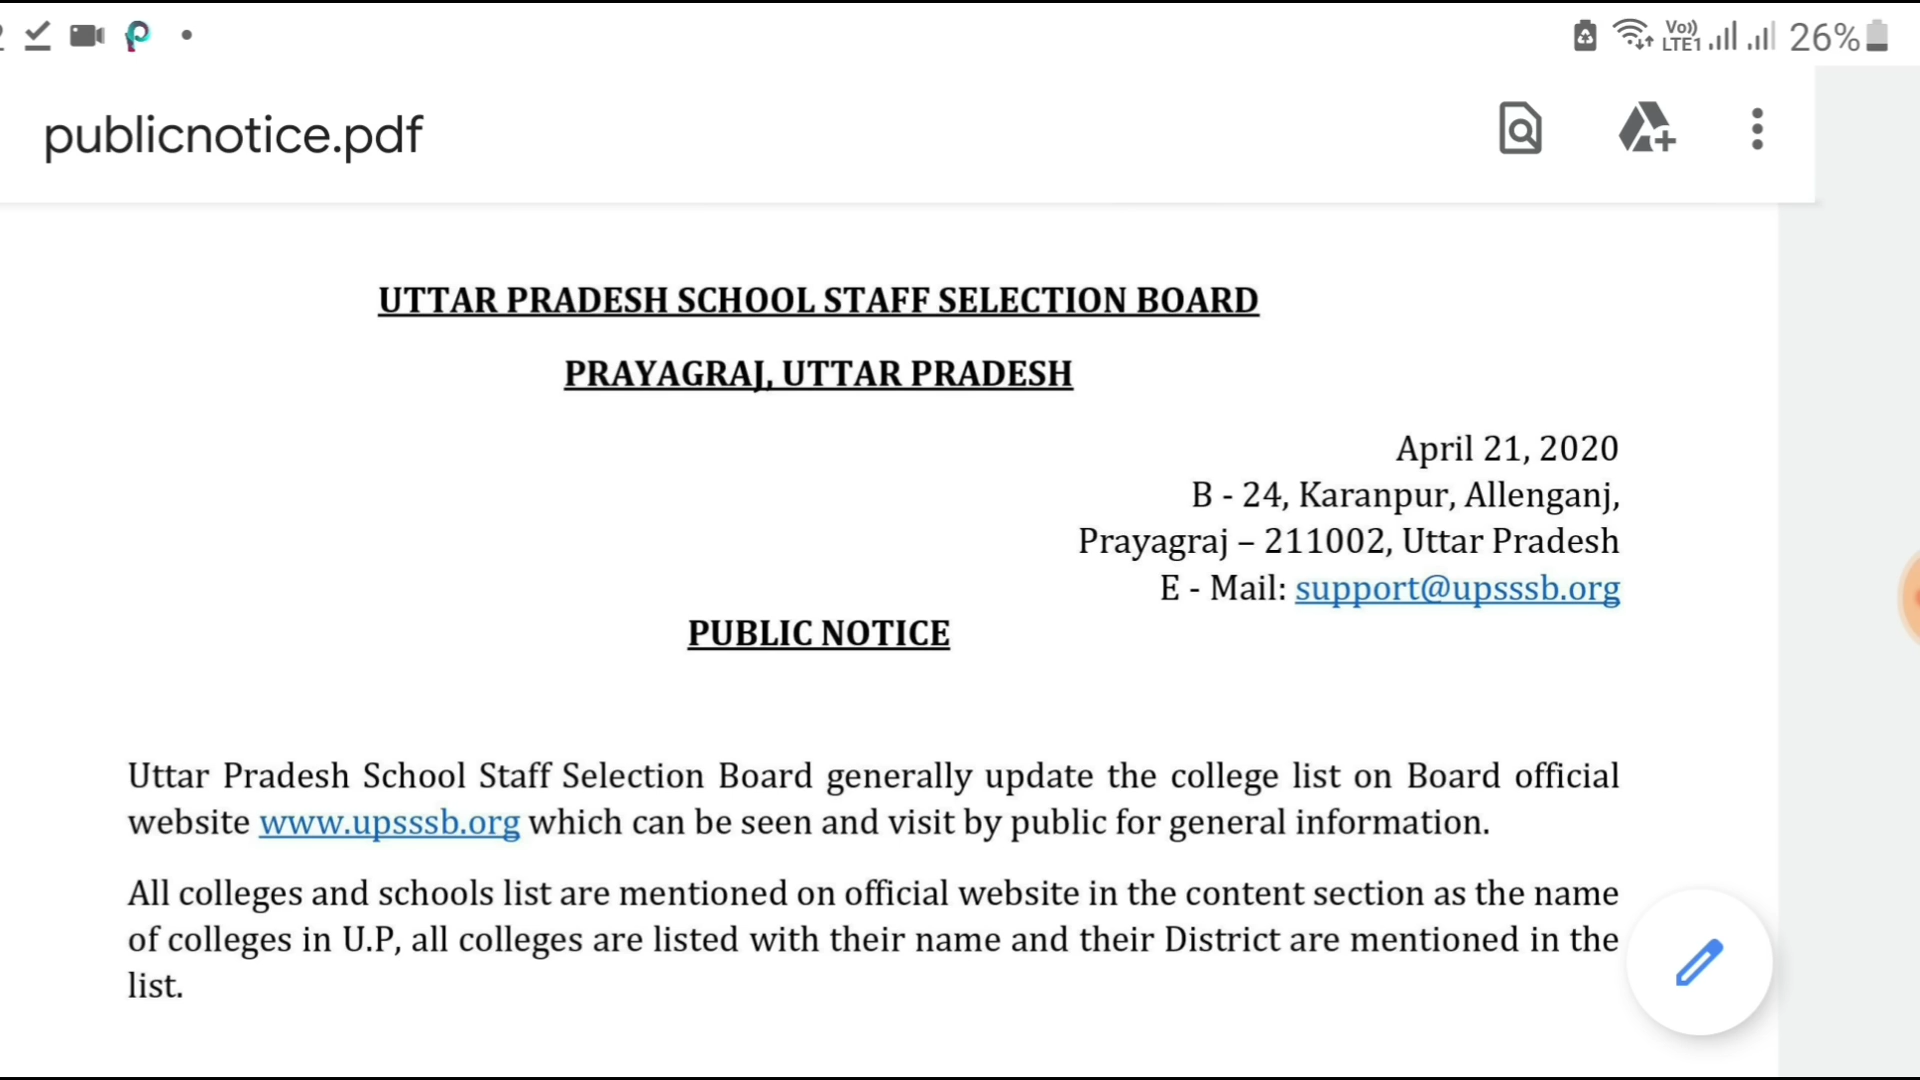 Vo))
LTE1
26%
publicnotice.pdf
UTTAR PRADESH SCHOOL STAFF SELECTION BOARD
PRAYAGRAJ, UTTAR PRADESH
April 21, 2020
B - 24, Karanpur, Allenganj,
Prayagraj – 211002, Uttar Pradesh
E - Mail: support@upsssb.org
PUBLIC NOTICE
Uttar Pradesh School Staff Selection Board generally update the college list on Board official
website www.upsssb.org which can be seen and visit by public for general information.
All colleges and schools list are mentioned on official website in the content section as the name
of colleges in U.P, all colleges are listed with their name and their District are mentioned in the
list.